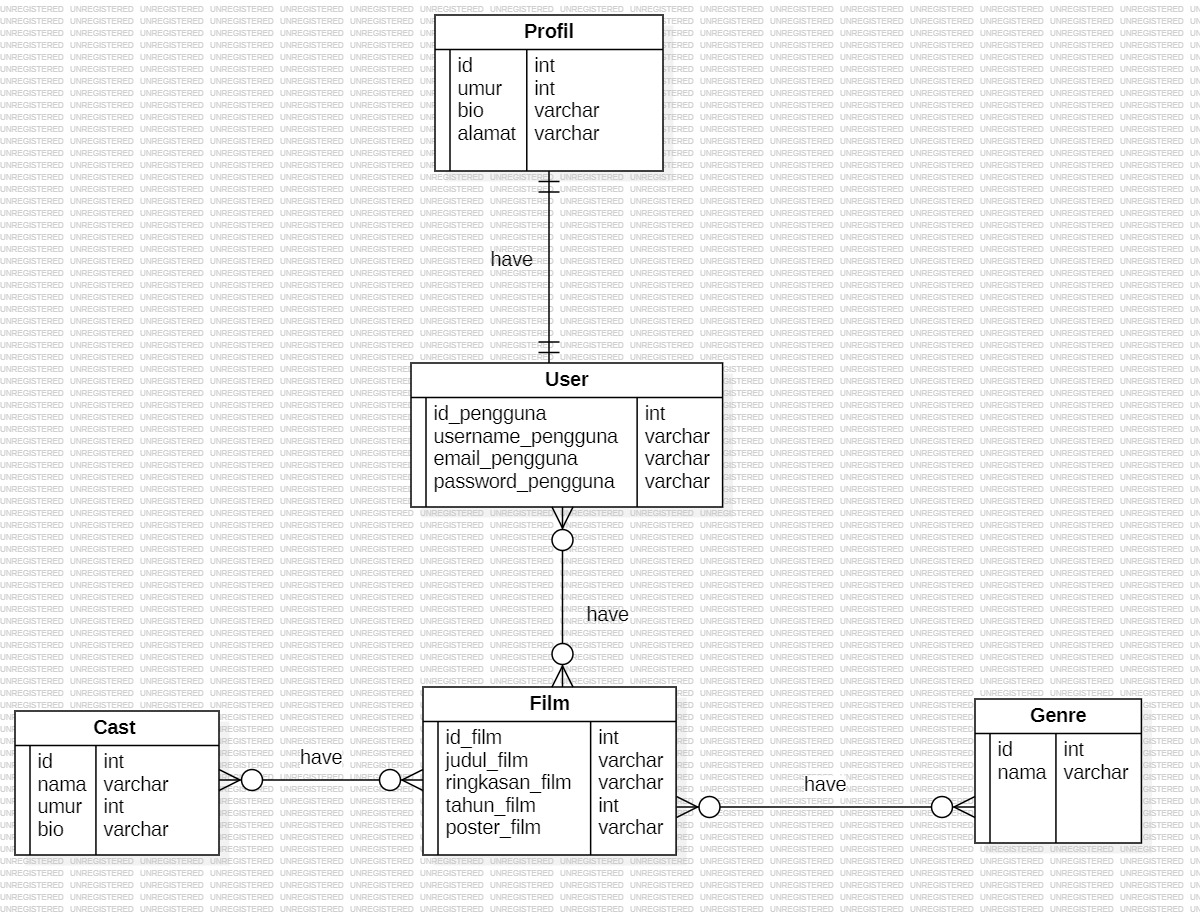 Profil
id int
umur int
bio varchar
alamat varchar
have
User
id_pengguna int
username_pengguna varchar
email_pengguna varchar
password_pengguna varchar
have
Film
id_film int
judul_film varchar
ringkasan_film varchar
tahun_film int
poster_film varchar
Cast
id int
nama varchar
umur int
bio varchar
have
Genre
id int
nama varchar
have
UNREGISTERED